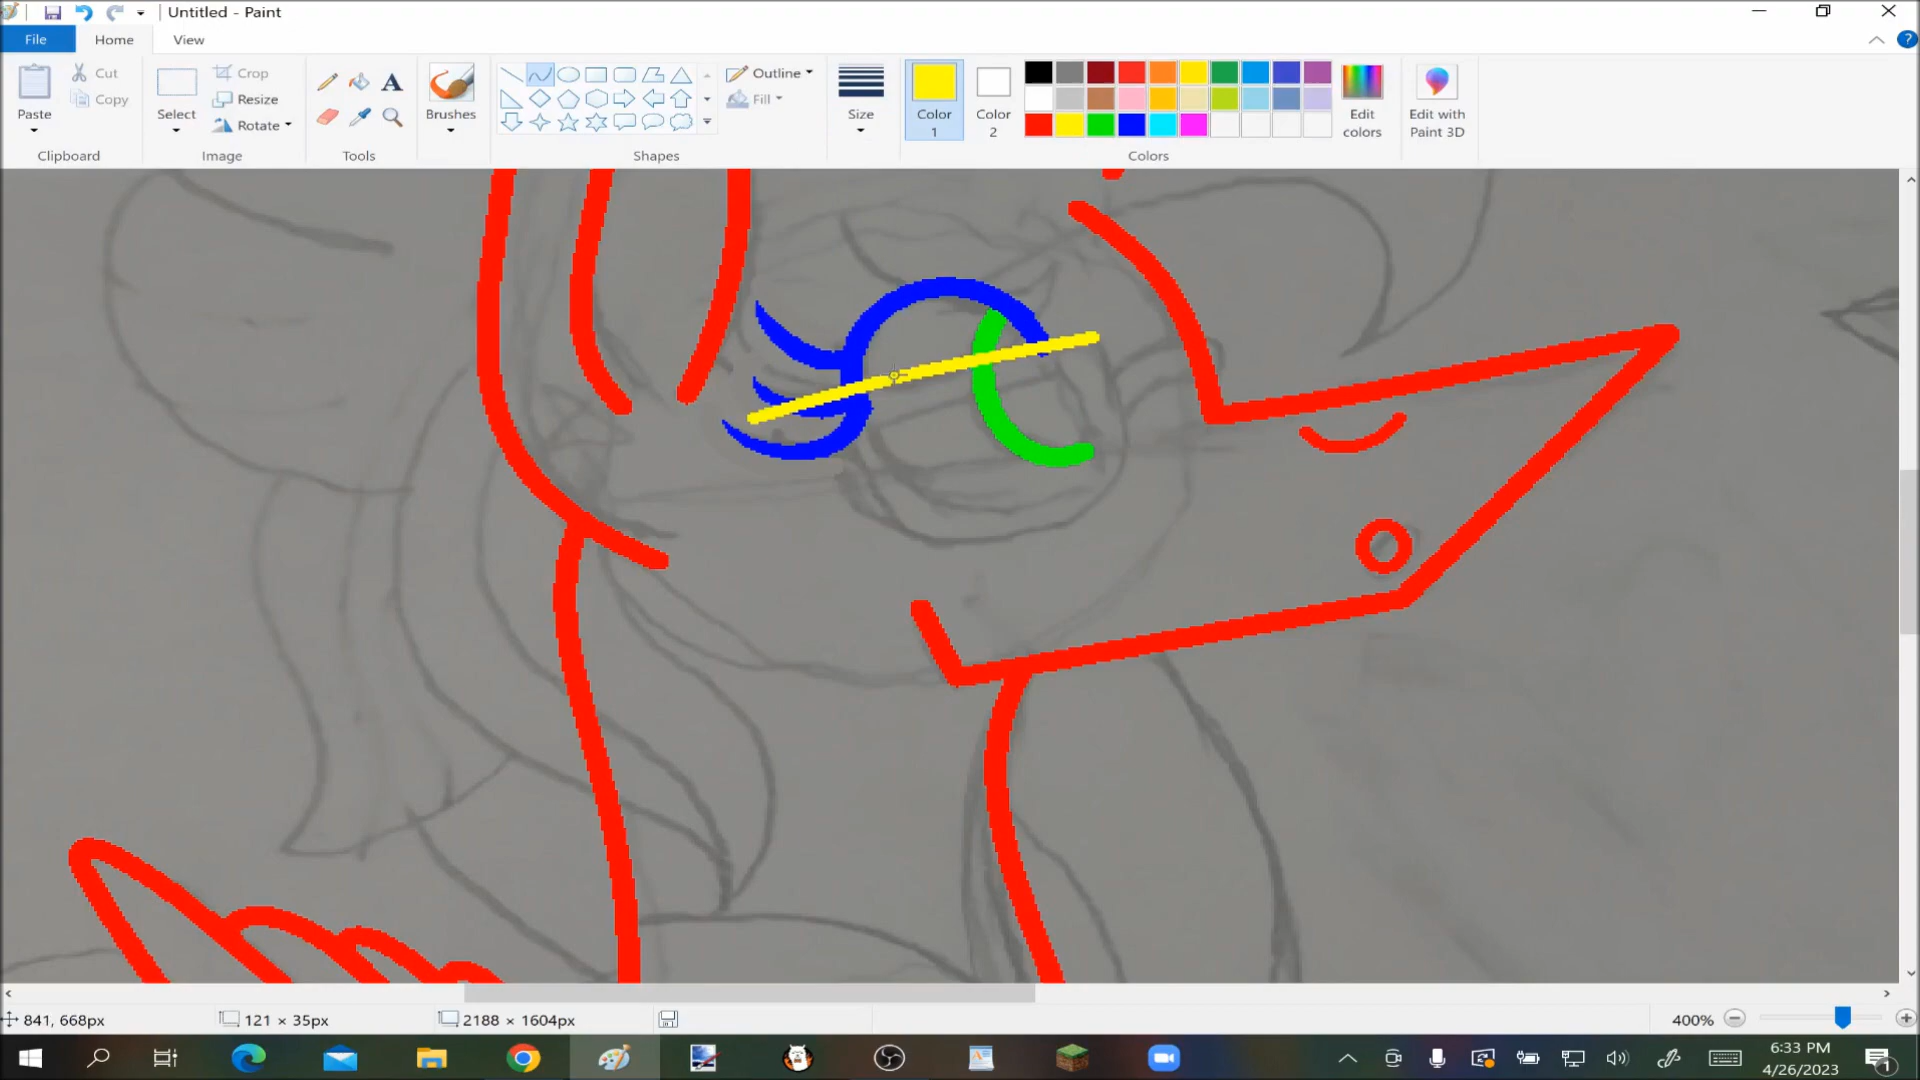 Untitled - Paint
File Home View
Paste
Cut
Copy
Clipboard
Select
Crop
Resize
Rotate
Image
A
Tools
Brushes
Shapes
Outline
Fill
Size
Color 1
Color 2
Colors
Edit colors
Edit with Paint 3D
841, 668px 121 × 35px 2188 × 1604px 400%
6:33 PM
4/26/2023
1